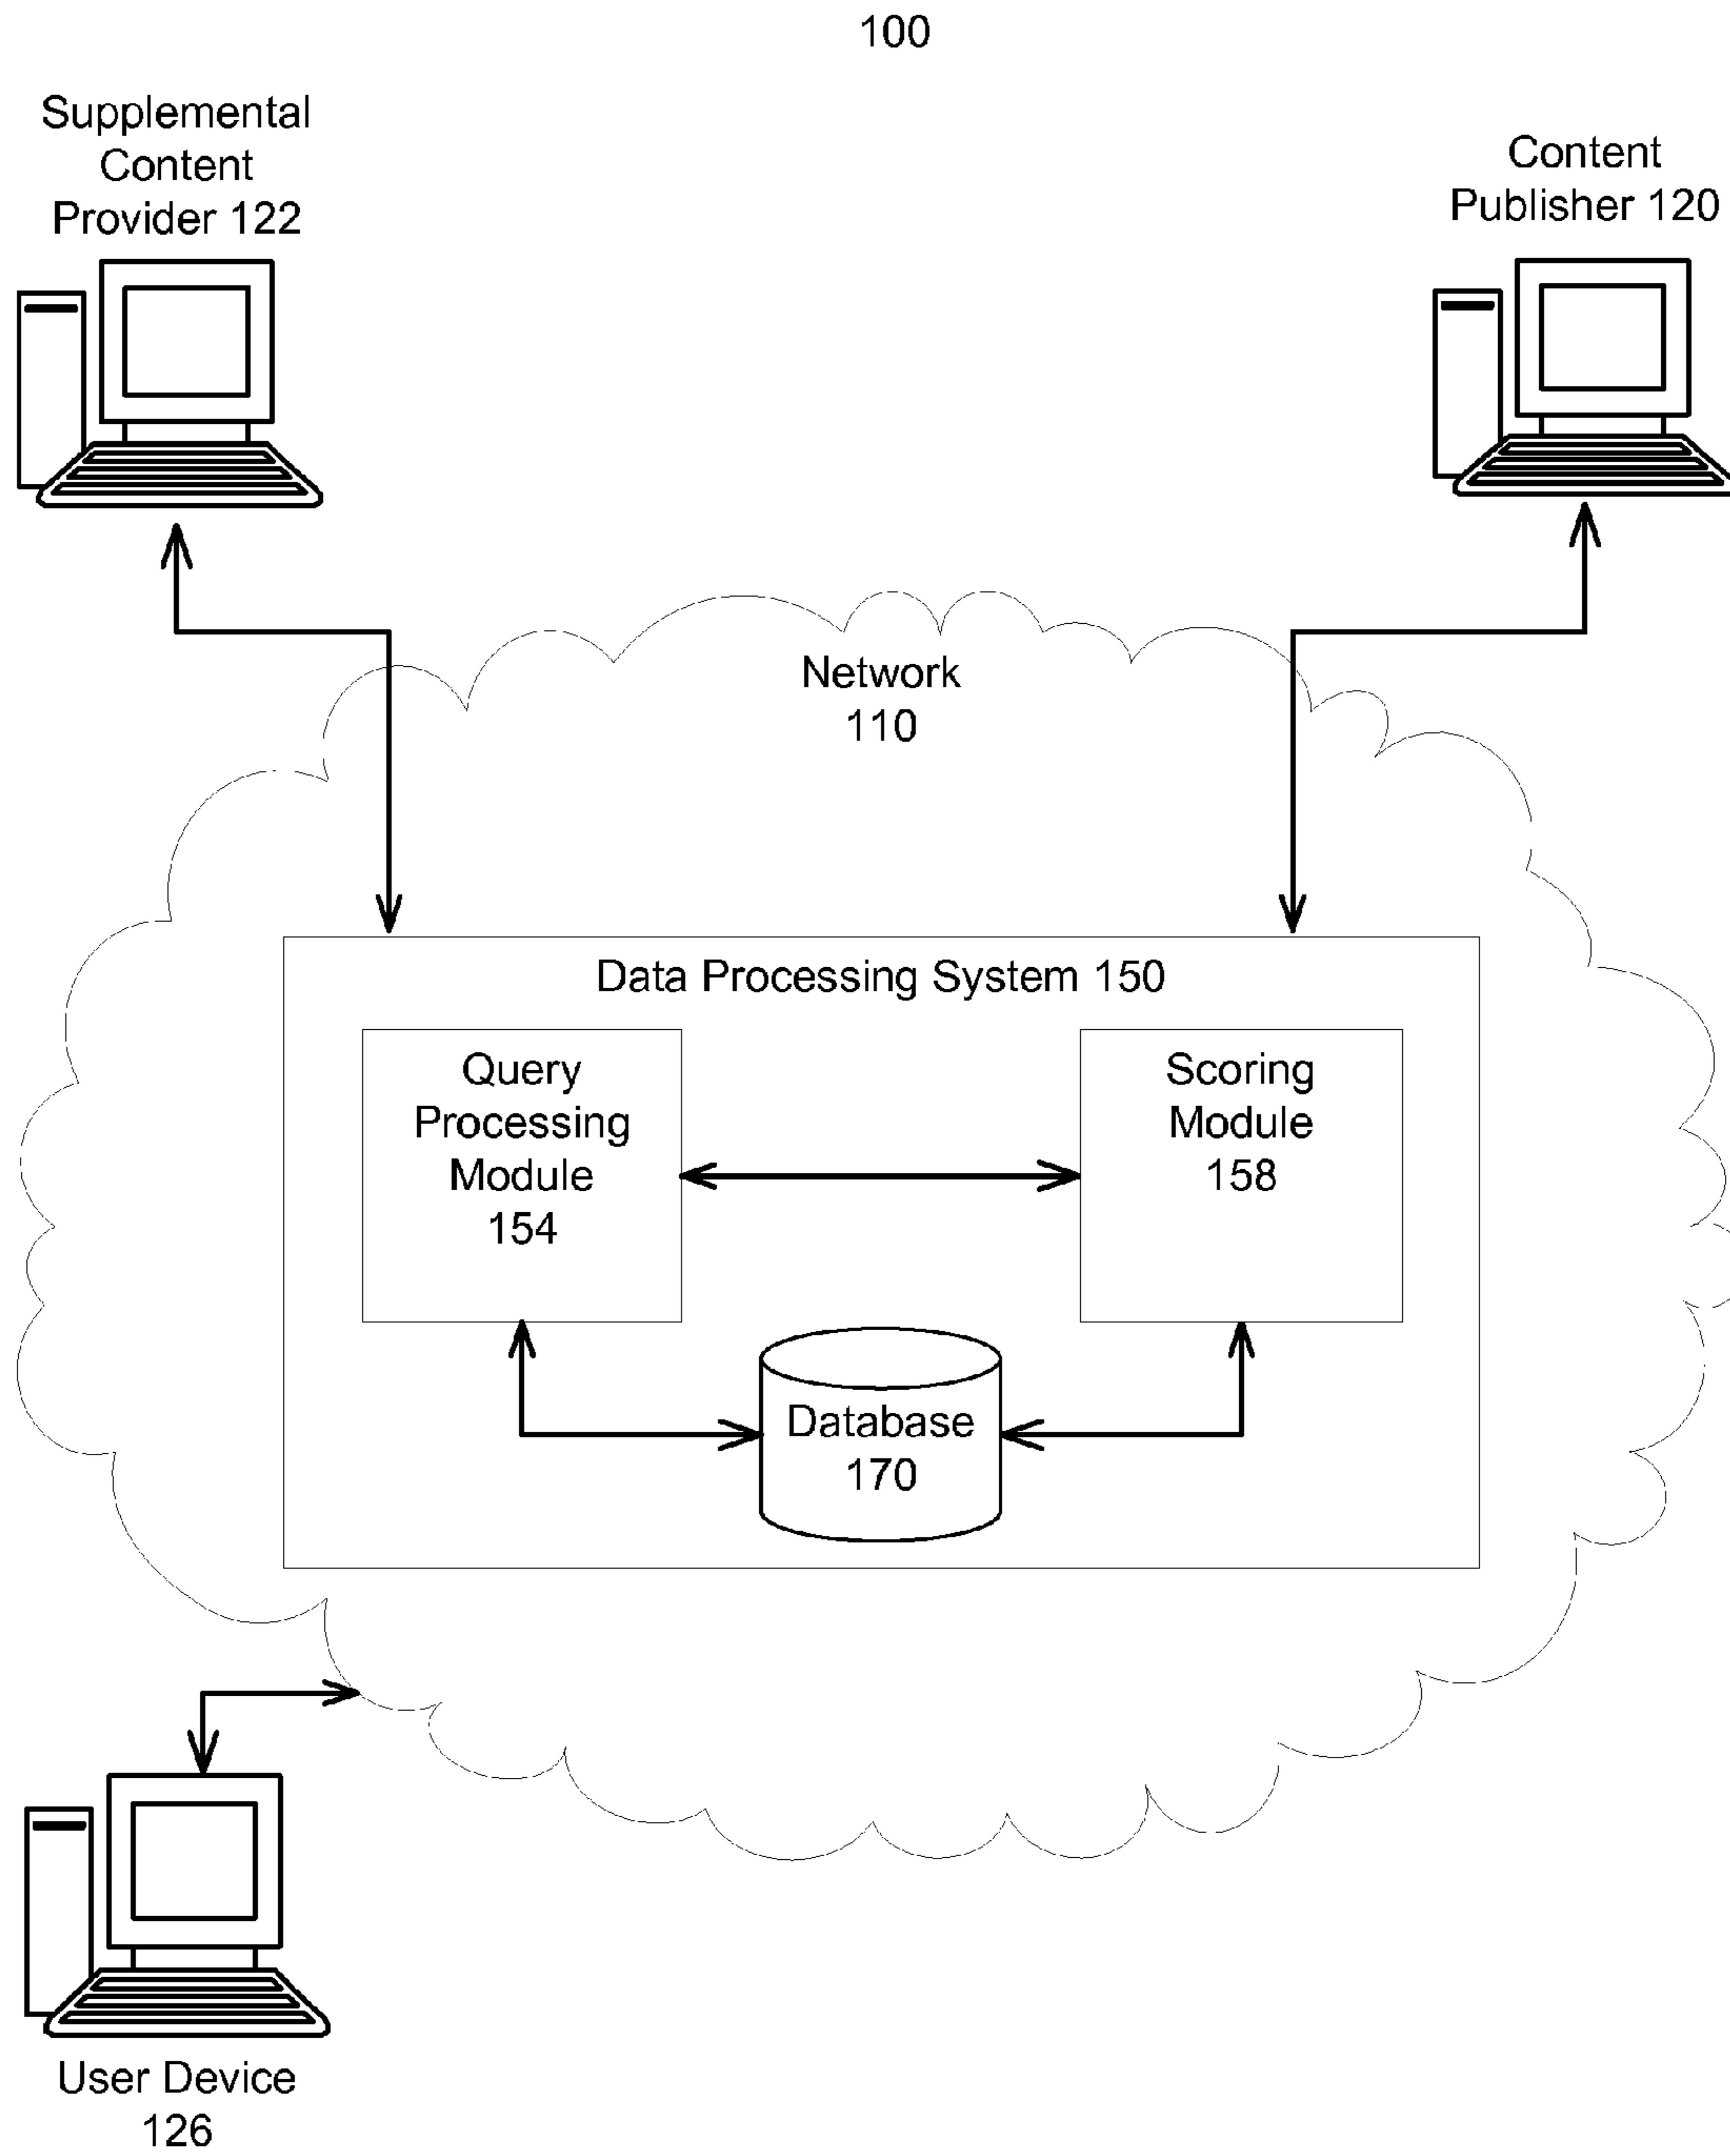 100
Supplemental
Content
Provider 122
Content
Publisher 120
Network
110
Data Processing System 150
Query
Processing
Module
154
Scoring
Module
158
Database
170
User Device
126